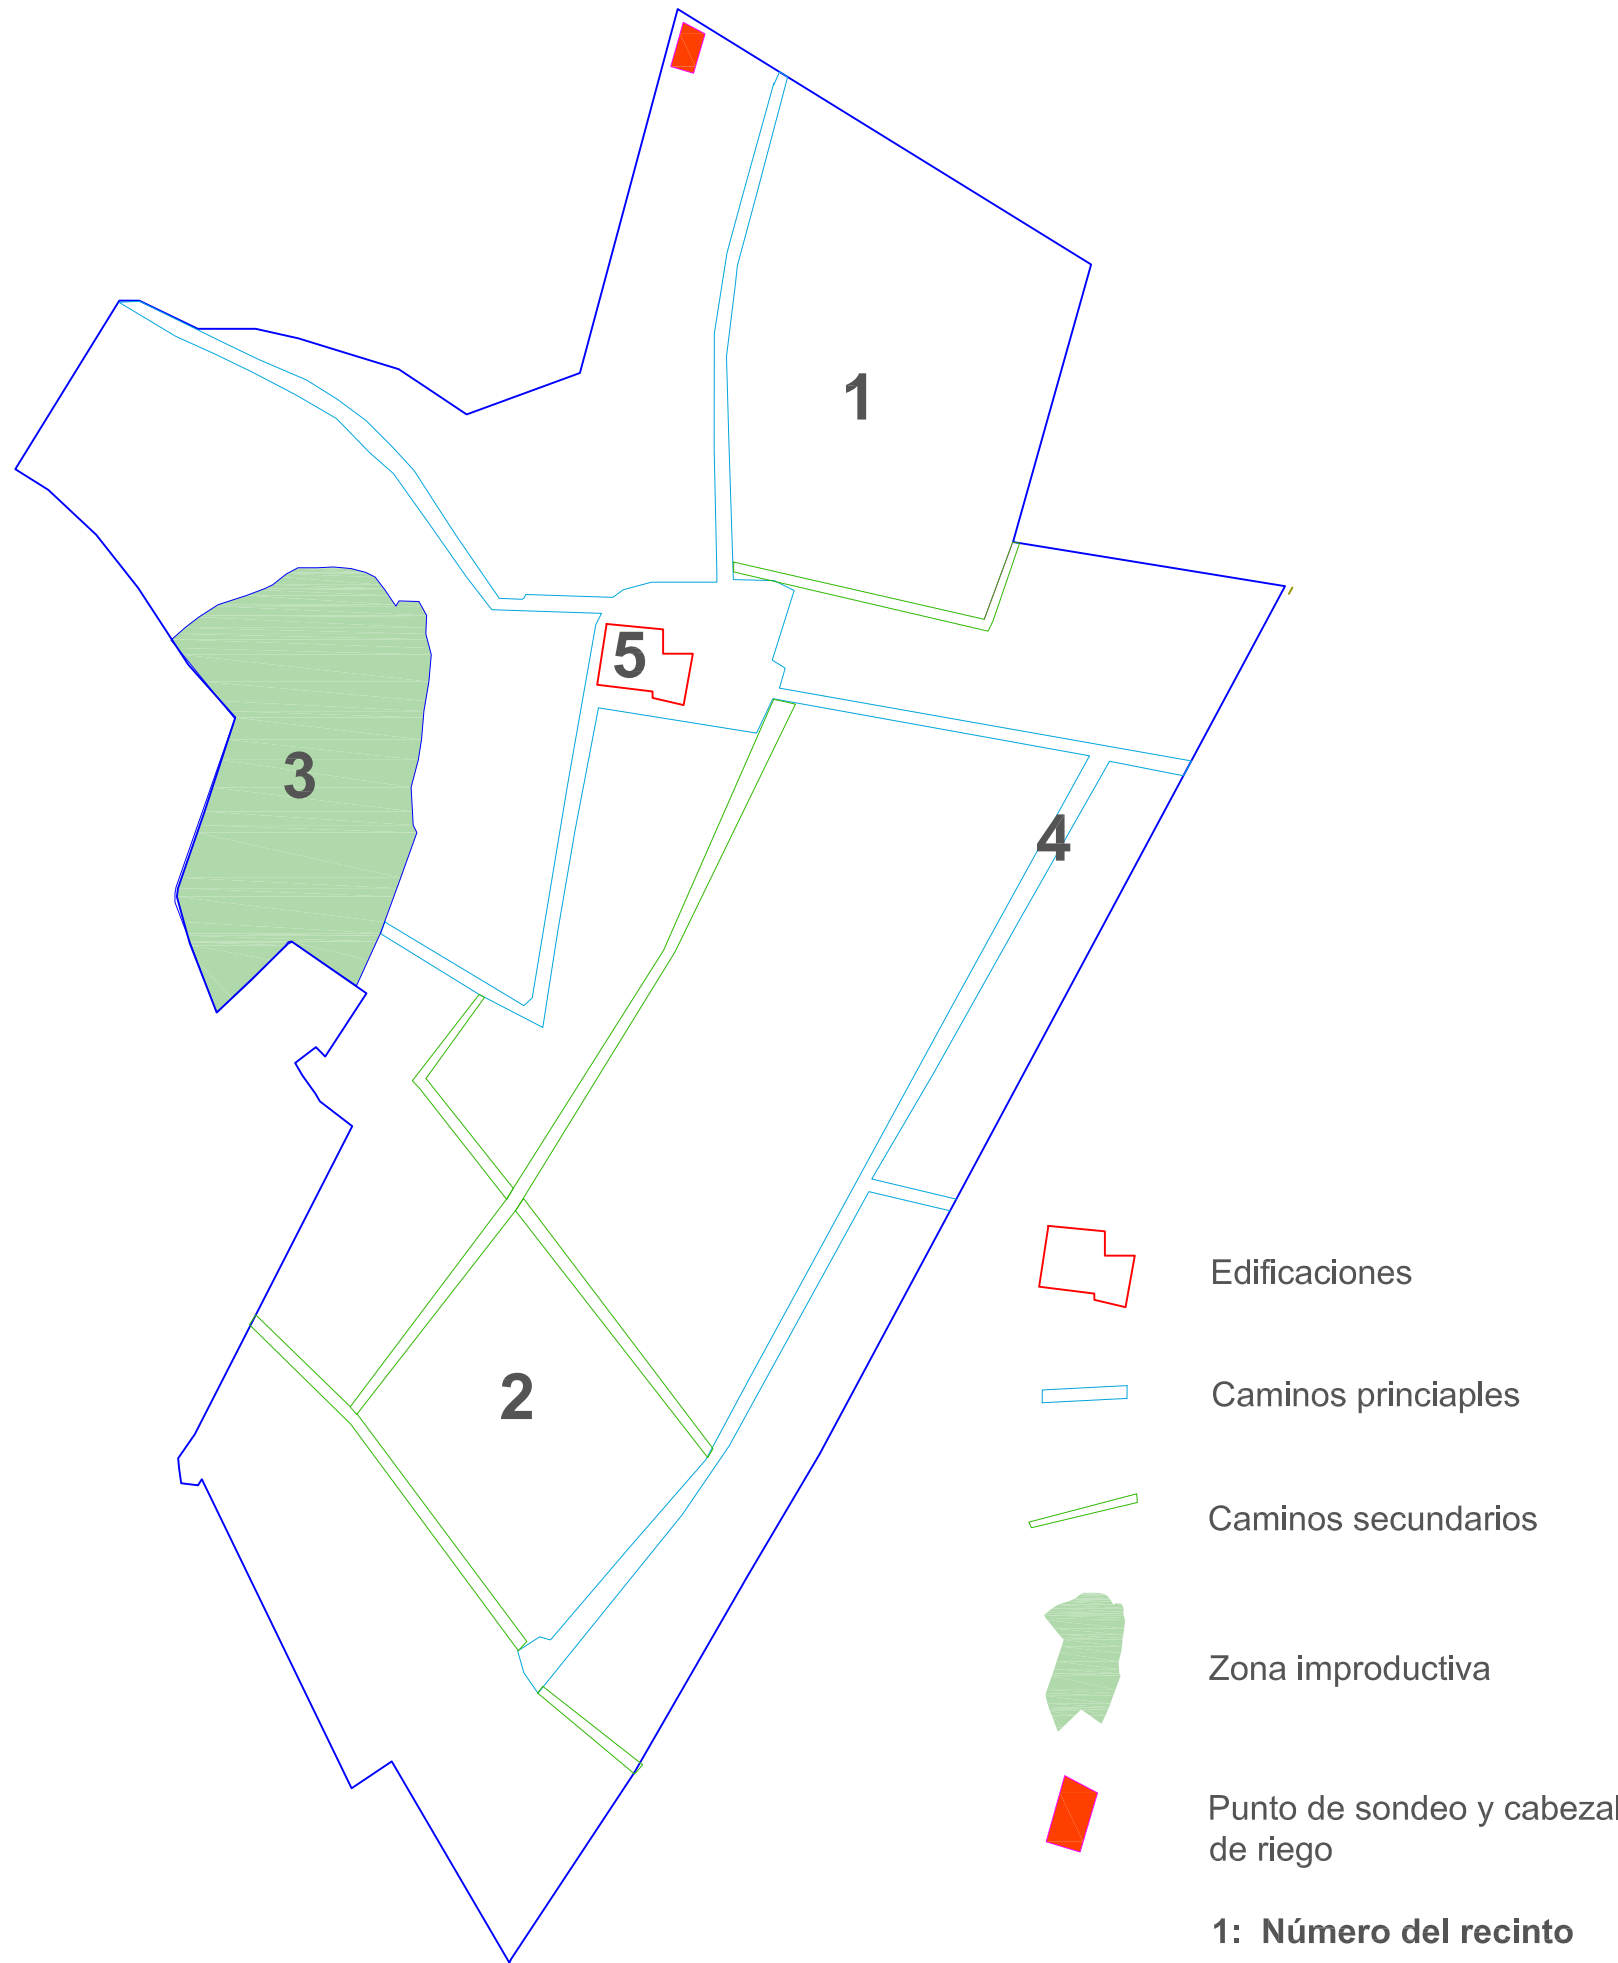 1
5
3
4
2
Edificaciones
Caminos princiaples
Caminos secundarios
Zona improductiva
Punto de sondeo y cabezal
de riego
1: Número del recinto